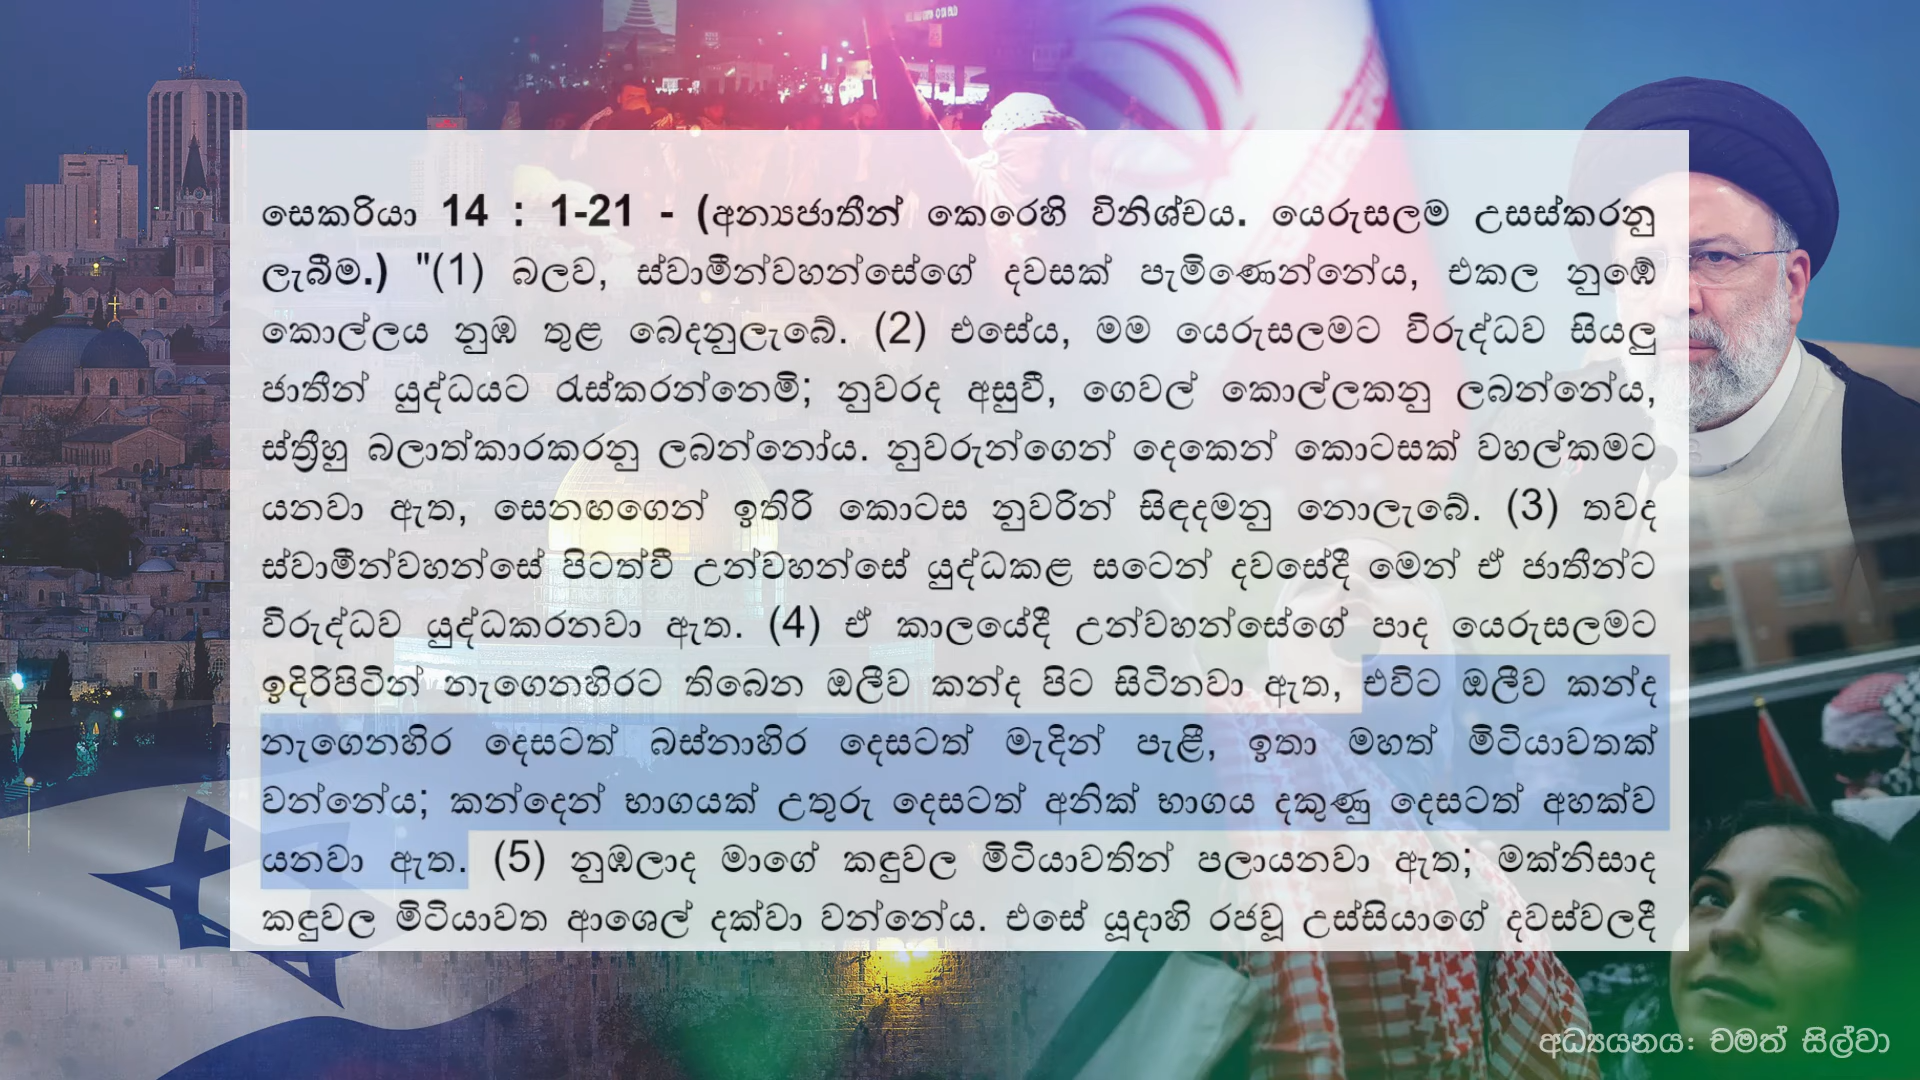 සෙකරියා 14 : 1-21 - (අන්‍යජාතීන් කෙරෙහි විනිශ්චය. යෙරුසලම උසස්කරනු
ලැබීම.) "(1) බලව, ස්වාමීන්වහන්සේගේ දවසක් පැමිණෙන්නේය, එකල නුඹේ
කොල්ලය නුඹ තුළ බෙදනුලැබේ. (2) එසේය, මම යෙරුසලමට විරුද්ධව සියලු
ජාතීන් යුද්ධයට රැස්කරන්නෙමි; නුවරද අසුවී, ගෙවල් කොල්ලකනු ලබන්නේය,
ස්ත්‍රීහු බලාත්කාරකරනු ලබන්නෝය. නුවරුන්ගෙන් දෙකෙන් කොටසක් වහල්කමට
යනවා ඇත, සෙනඟගෙන් ඉතිරි කොටස නුවරින් සිඳදමනු නොලැබේ. (3) තවද
ස්වාමීන්වහන්සේ පිටත්වී උන්වහන්සේ යුද්ධකළ සටෙන් දවසේදී මෙන් ඒ ජාතීන්ට
විරුද්ධව යුද්ධකරනවා ඇත. (4) ඒ කාලයේදී උන්වහන්සේගේ පාද යෙරුසලමට
ඉදිරිපිටින් නැගෙනහිරට තිබෙන ඔලීව කන්ද පිට සිටිනවා ඇත, එවිට ඔලීව කන්ද
නැගෙනහිර දෙසටත් බස්නාහිර දෙසටත් මැදින් පැළී, ඉතා මහත් මිටියාවතක්
වන්නේය; කන්දෙන් භාගයක් උතුරු දෙසටත් අනික් භාගය දකුණු දෙසටත් අහක්ව
යනවා ඇත. (5) නුඹලාද මාගේ කඳුවල මිටියාවතින් පලායනවා ඇත; මක්නිසාද
කඳුවල මිටියාවත ආශෙල් දක්වා වන්නේය. එසේ යූදාහි රජවූ උස්සියාගේ දවස්වලදී
අධ්‍යයනය: චමත් සිල්වා